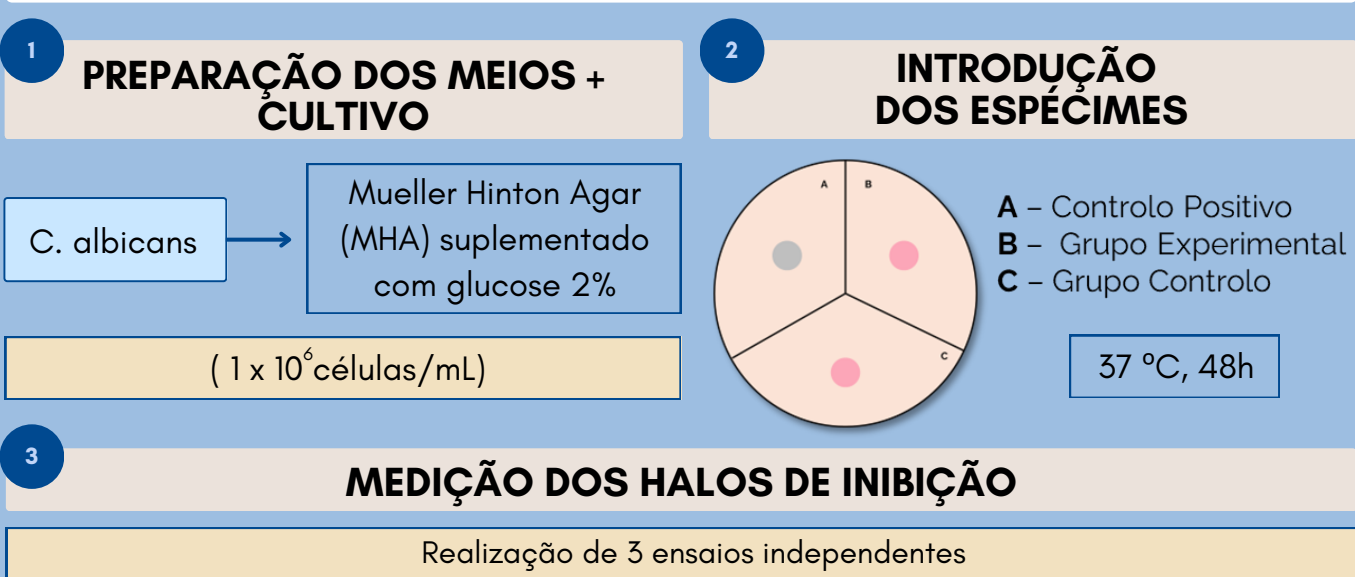 1
PREPARAÇÃO DOS MEIOS +
CULTIVO
C. albicans
Mueller Hinton Agar
(MHA) suplementado
com glucose 2%
( 1 x 10⁶células/mL)
2
INTRODUÇÃO
DOS ESPÉCIMES
A
B
C
A – Controlo Positivo
B – Grupo Experimental
C – Grupo Controlo
37 ºC, 48h
3
MEDIÇÃO DOS HALOS DE INIBIÇÃO
Realização de 3 ensaios independentes